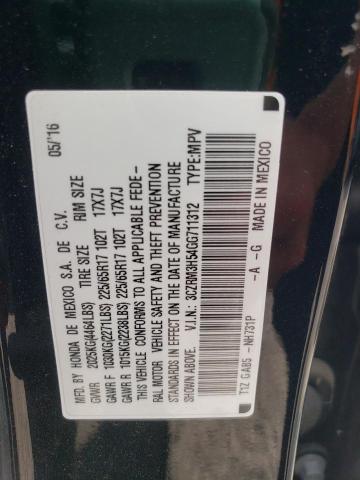 MFD. BY HONDA DE MEXICO S.A. DE C.V. 05/16
2025KG(4464LBS) TIRE SIZE RIM SIZE
GAWR F 1030KG(2271LBS) 225/65R17 102T 17X7J
GAWR R 1015KG(2238LBS) 225/65R17 102T 17X7J
THIS VEHICLE CONFORMS TO ALL APPLICABLE FEDE-
RAL MOTOR VEHICLE SAFETY AND THEFT PREVENTION
STANDARDS IN EFFECT ON THE DATE OF MANUFACTURE
SHOWN ABOVE. V.I.N.: 3CZRM3H54GG711312 TYPE:MPV
T1Z GAB5 -NH731P -A -G MADE IN MEXICO